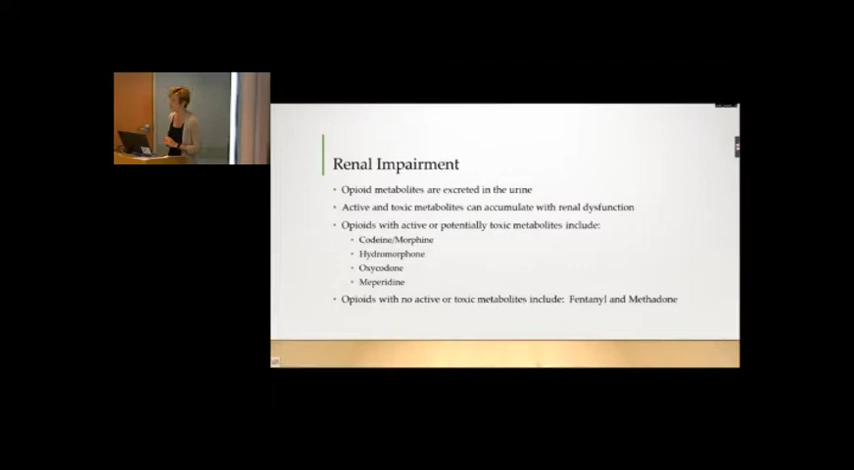 Renal Impairment
• Opioid metabolites are excreted in the urine
• Active and toxic metabolites can accumulate with renal dysfunction
• Opioids with active or potentially toxic metabolites include:
• Codeine/Morphine
• Hydromorphone
• Oxycodone
• Meperidine
• Opioids with no active or toxic metabolites include: Fentanyl and Methadone